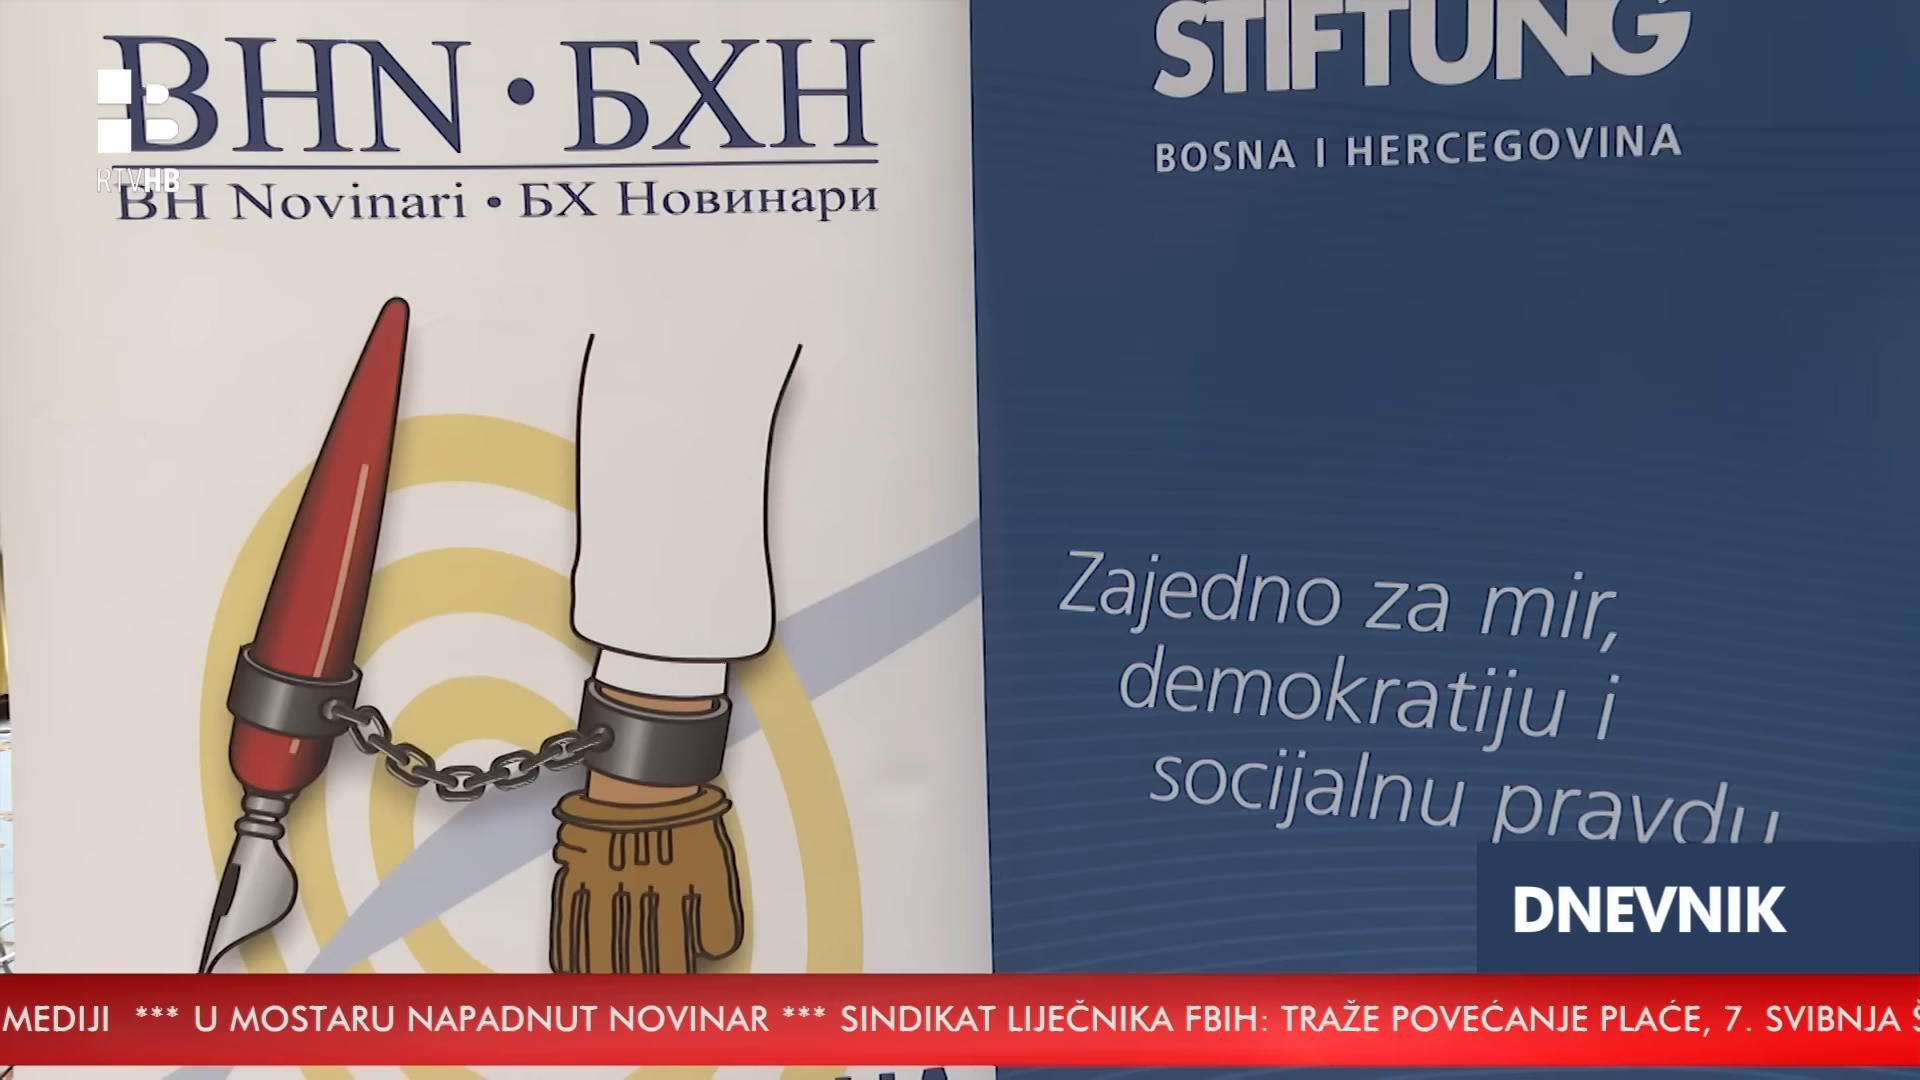 BHN • БХН
BH Novinari • БХ Новинари
RTVHB
STIFTUNG
BOSNA I HERCEGOVINA
Zajedno za mir,
demokratiju i
socijalnu pravdu
DNEVNIK
MEDIJI *** U MOSTARU NAPADNUT NOVINAR *** SINDIKAT LIJEČNIKA FBIH: TRAŽE POVEĆANJE PLAĆE, 7. SVIBNJA